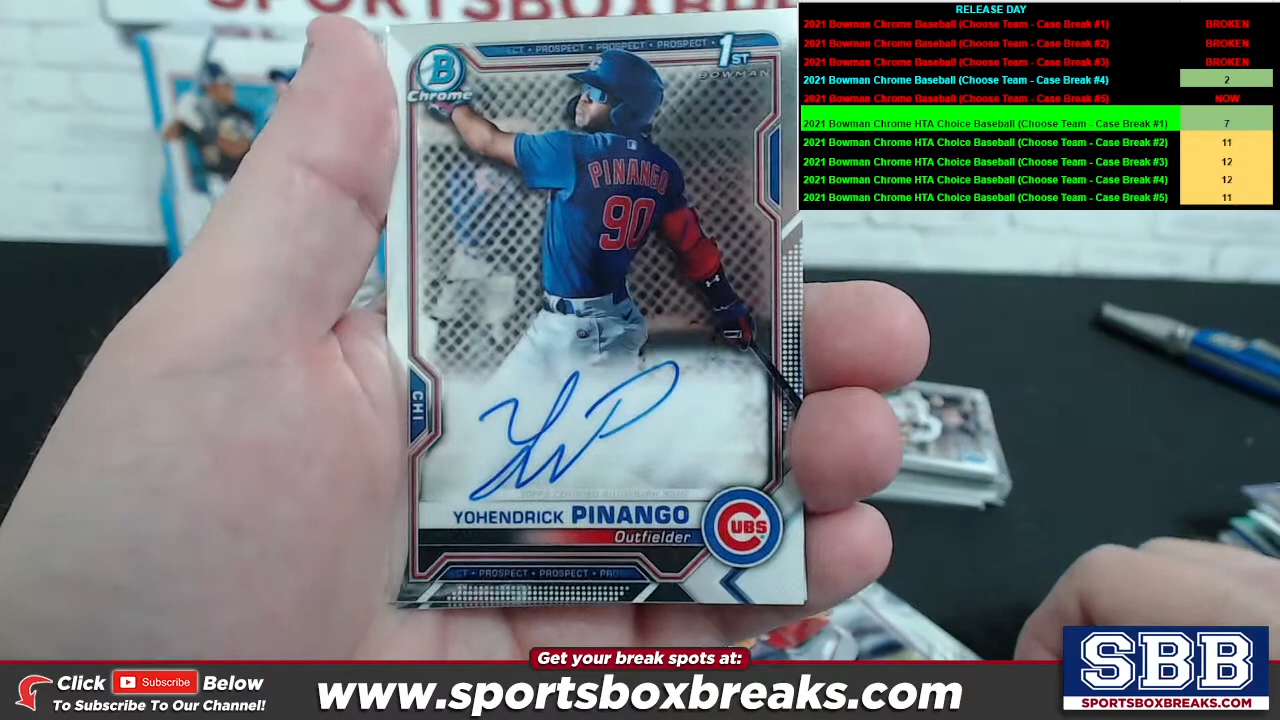 SPORTSBOXBREAKS
RELEASE DAY
2021 Bowman Chrome Baseball (Choose Team - Case Break #1) BROKEN
2021 Bowman Chrome Baseball (Choose Team - Case Break #2) BROKEN
2021 Bowman Chrome Baseball (Choose Team - Case Break #3) BROKEN
2021 Bowman Chrome Baseball (Choose Team - Case Break #4) 2
2021 Bowman Chrome Baseball (Choose Team - Case Break #5) NOW
2021 Bowman Chrome HTA Choice Baseball (Choose Team - Case Break #1) 7
2021 Bowman Chrome HTA Choice Baseball (Choose Team - Case Break #2) 11
2021 Bowman Chrome HTA Choice Baseball (Choose Team - Case Break #3) 12
2021 Bowman Chrome HTA Choice Baseball (Choose Team - Case Break #4) 12
2021 Bowman Chrome HTA Choice Baseball (Choose Team - Case Break #5) 11
ECT • PROSPECT • PROSPECT • PROSPECT •
1ST
BOWMAN
B
Chrome
PINANGO
90
CHI
YOHENDRICK PINANGO
CUBS
Outfielder
ECT • PROSPECT • PROSPECT • PRO
SBB
SPORTSBOXBREAKS.COM
Get your break spots at:
Click Subscribe Below
To Subscribe To Our Channel!
www.sportsboxbreaks.com